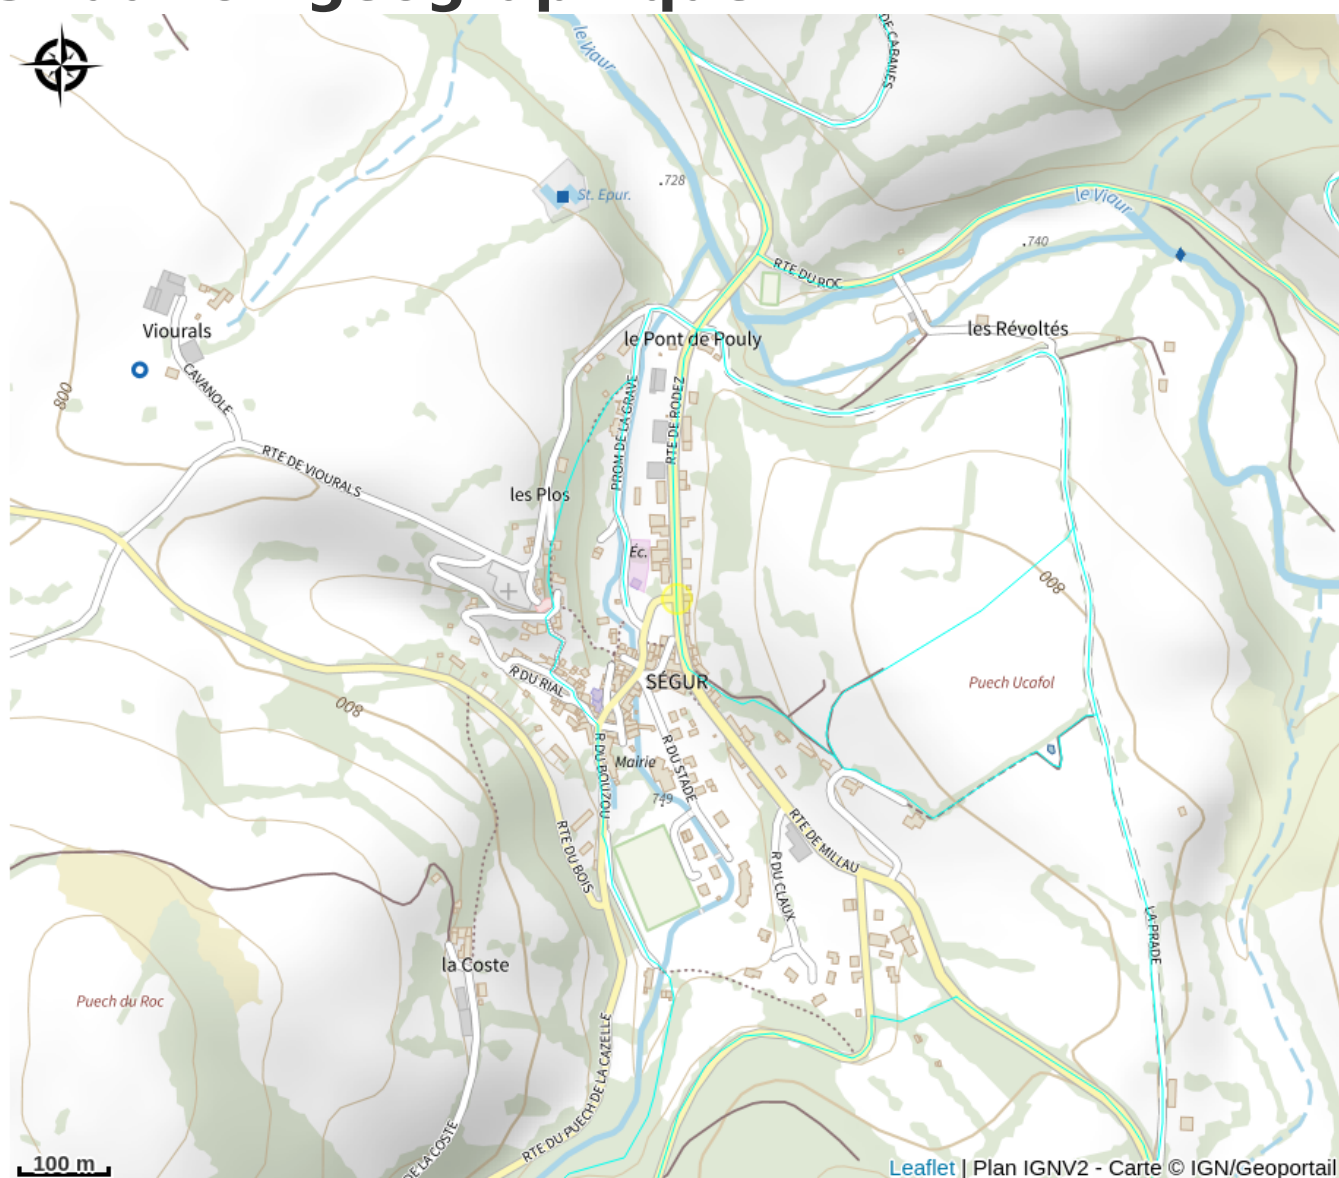 géographique
DE CABANES
le Viaur
728
St. Epur.
le Viaur
740
RTE DU ROC
Viourals
le Pont de Pouly
les Révoltés
CAVANOLE
800
PROM DE LA GRAVE
RTE DE RODEZ
RTE DE VIOURALS
les Plos
Éc.
800
SÉGUR
R DU RIAL
Puech Ucafol
800
R DU BOUZOU
Mairie
R DU STADE
749
RTE DE MILLAU
RTE DU BOIS
R DU CLAUX
LA PRADE
la Coste
Puech du Roc
RTE DU PUECH DE LA CAZELLE
DE LA COSTE
100 m
Leaflet | Plan IGNV2 - Carte © IGN/Geoportail